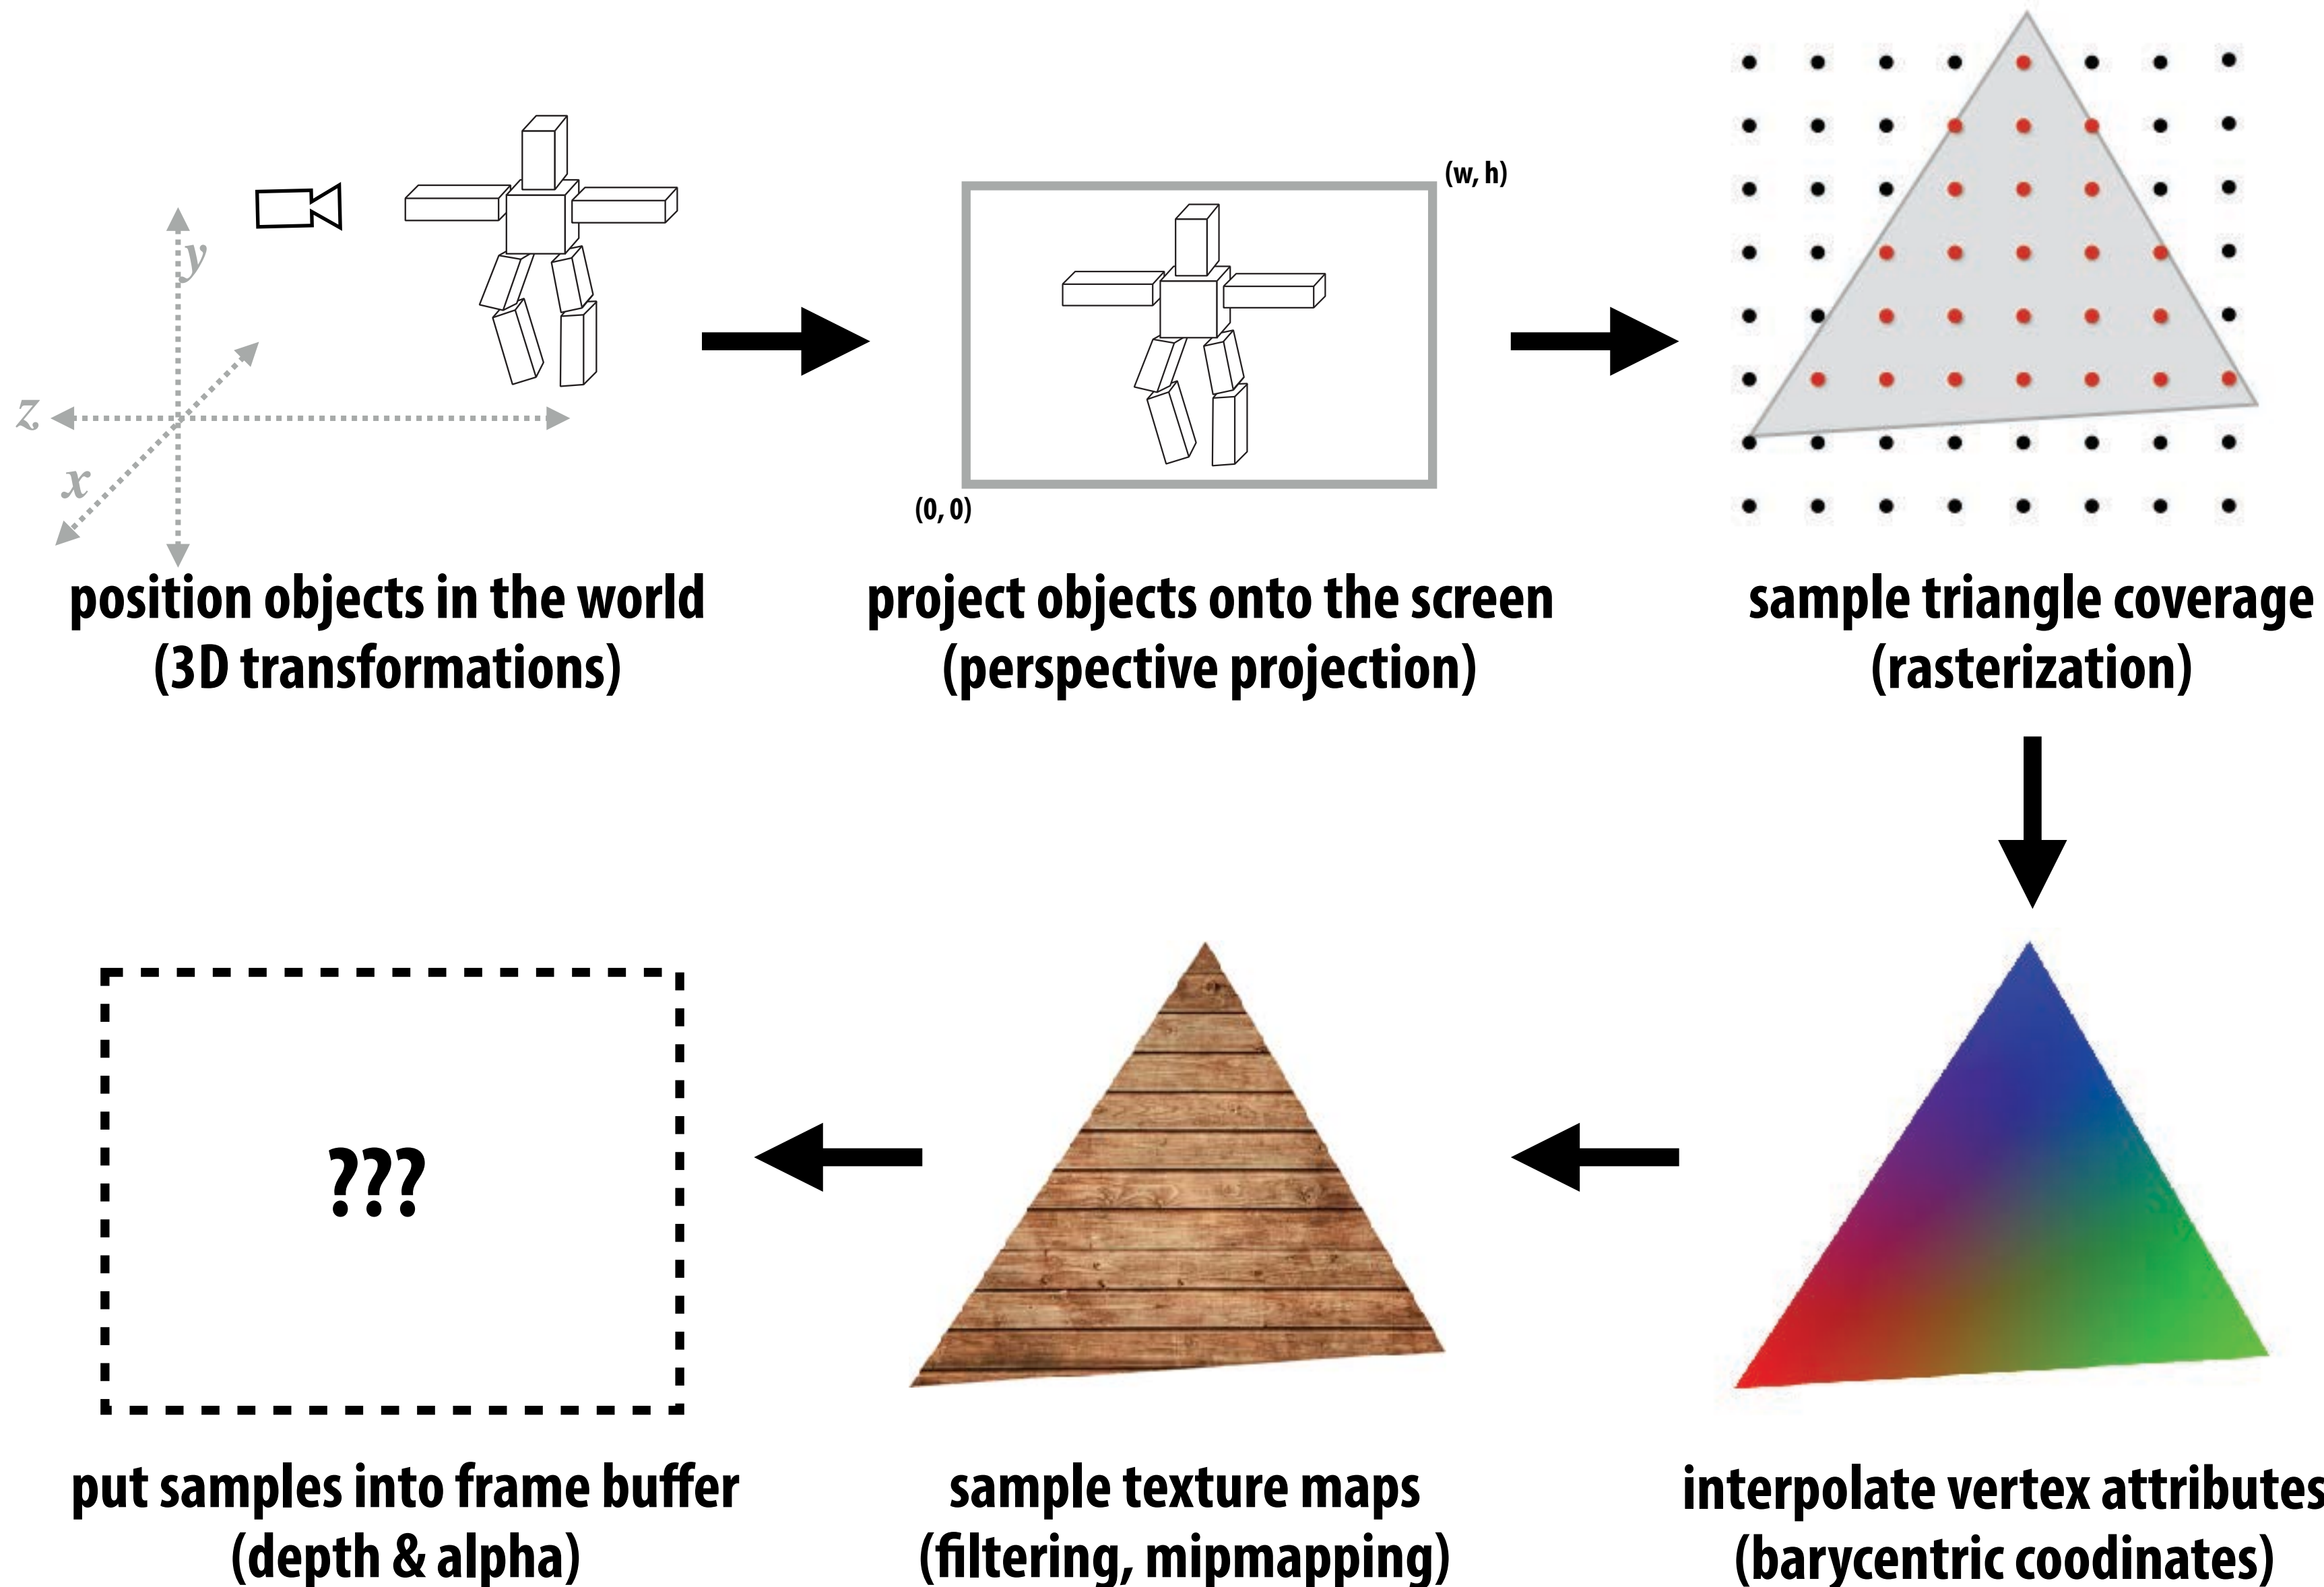 y
z
x
(w, h)
(0, 0)
position objects in the world
(3D transformations)
project objects onto the screen
(perspective projection)
sample triangle coverage
(rasterization)
???
put samples into frame buffer
(depth & alpha)
sample texture maps
(filtering, mipmapping)
interpolate vertex attributes
(barycentric coodinates)